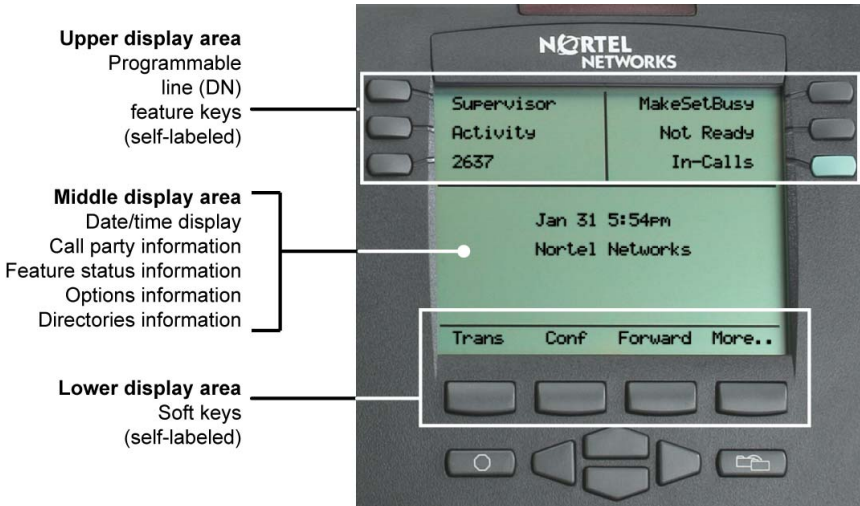 Upper display area
Programmable
line (DN)
feature keys
(self-labeled)
Middle display area
Date/time display
Call party information
Feature status information
Options information
Directories information
Lower display area
Soft keys
(self-labeled)
NORTEL
NETWORKS
Supervisor MakeSetBusy
Activity Not Ready
2637 In-Calls
Jan 31 5:54pm
Nortel Networks
Trans Conf Forward More..